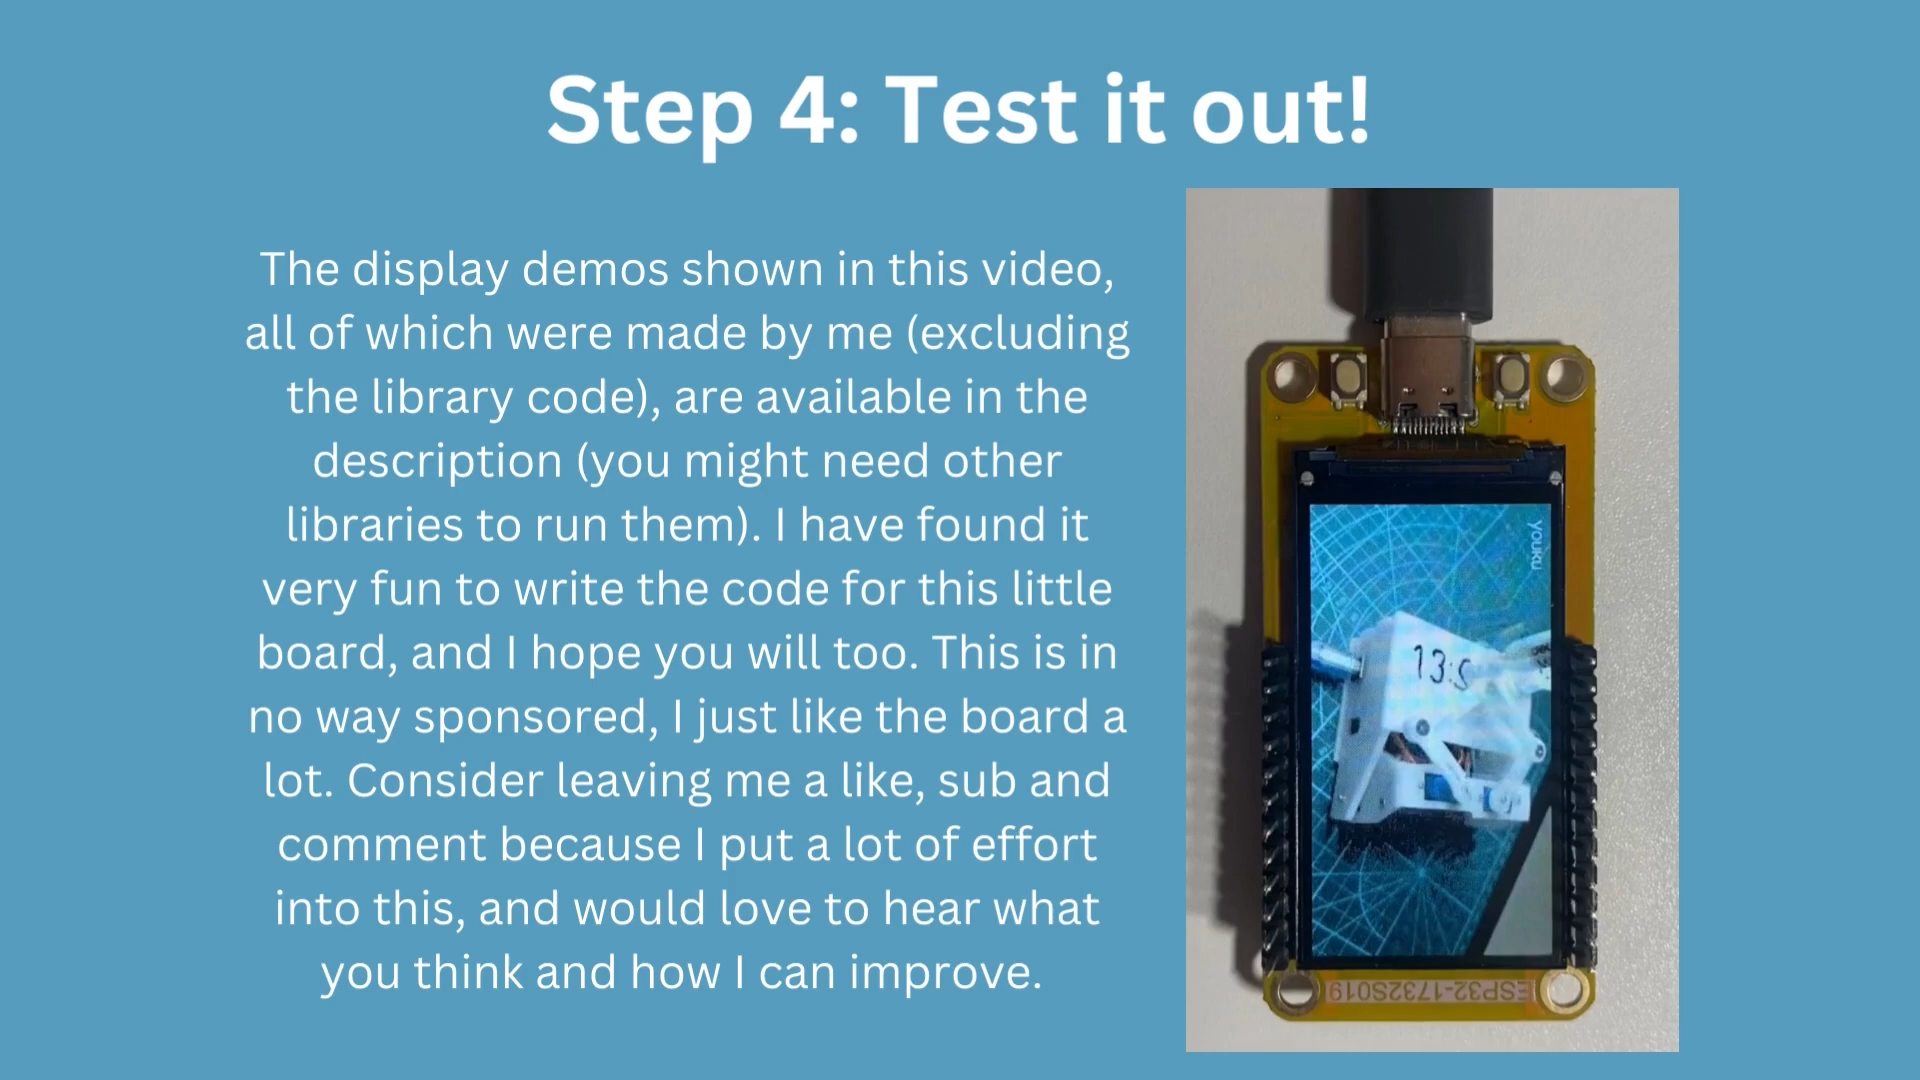 Step 4: Test it out!
The display demos shown in this video,
all of which were made by me (excluding
the library code), are available in the
description (you might need other
libraries to run them). I have found it
very fun to write the code for this little
board, and I hope you will too. This is in
no way sponsored, I just like the board a
lot. Consider leaving me a like, sub and
comment because I put a lot of effort
into this, and would love to hear what
you think and how I can improve.
YOUKU
13:5
ESP32-1732S019